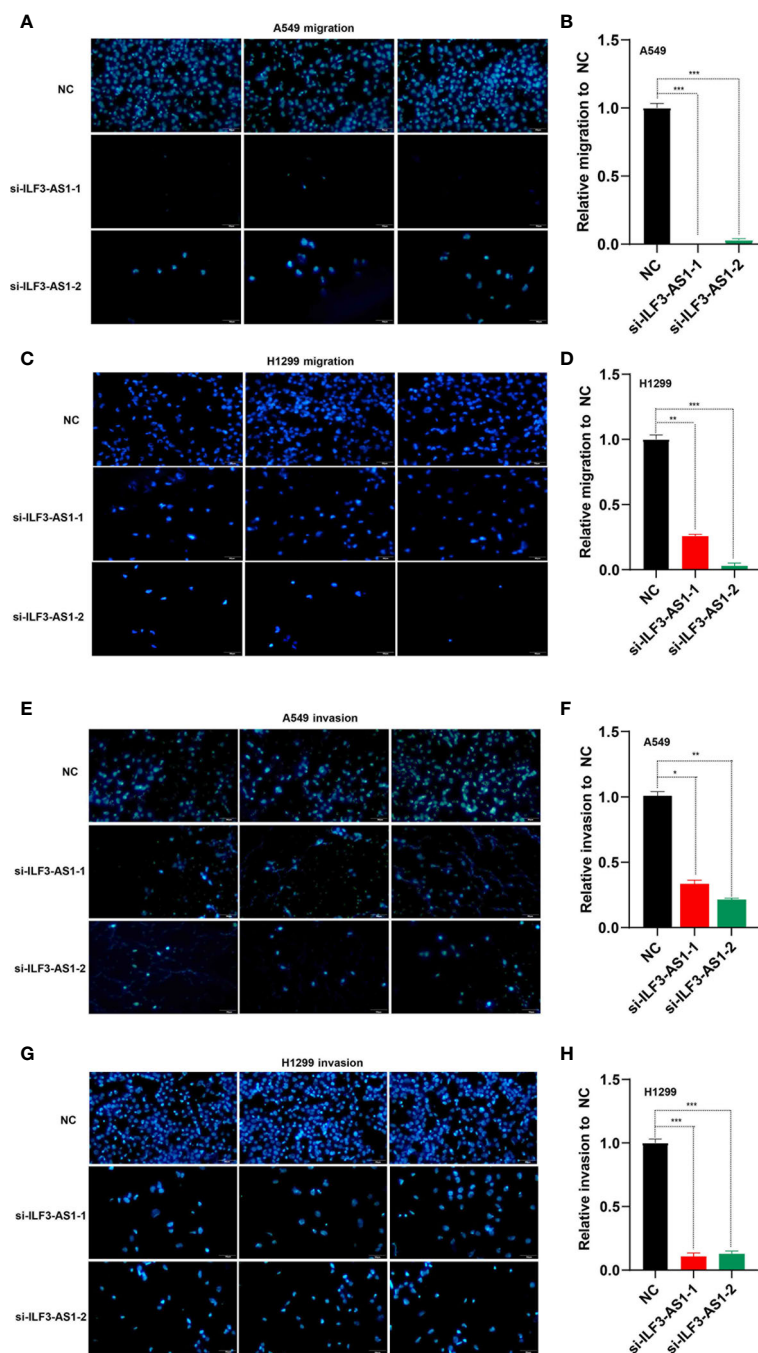 A
A549 migration
NC
si-ILF3-AS1-1
si-ILF3-AS1-2
B
A549
Relative migration to NC
1.5
1.0
0.5
0.0
***
***
NC
si-ILF3-AS1-1
si-ILF3-AS1-2
C
H1299 migration
NC
si-ILF3-AS1-1
si-ILF3-AS1-2
D
H1299
Relative migration to NC
1.5
1.0
0.5
0.0
***
**
NC
si-ILF3-AS1-1
si-ILF3-AS1-2
E
A549 invasion
NC
si-ILF3-AS1-1
si-ILF3-AS1-2
F
A549
Relative invasion to NC
1.5
1.0
0.5
0.0
**
*
NC
si-ILF3-AS1-1
si-ILF3-AS1-2
G
H1299 invasion
NC
si-ILF3-AS1-1
si-ILF3-AS1-2
H
H1299
Relative invasion to NC
1.5
1.0
0.5
0.0
***
***
NC
si-ILF3-AS1-1
si-ILF3-AS1-2